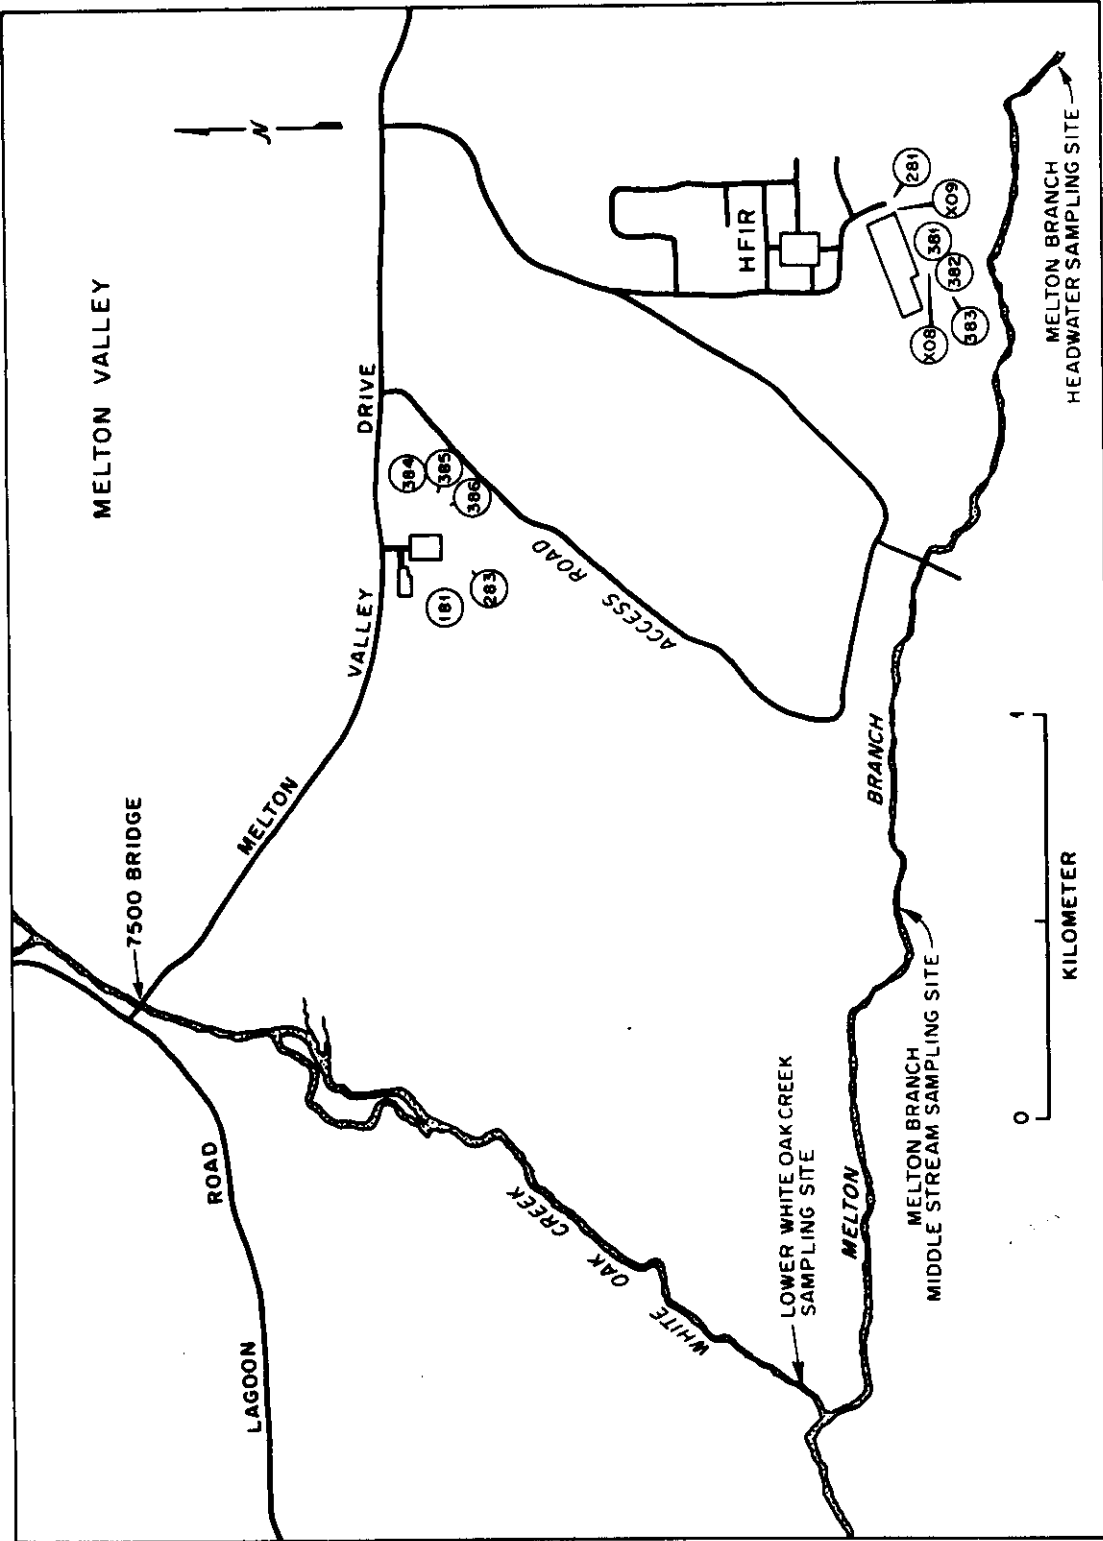 MELTON VALLEY
N
7500 BRIDGE
MELTON
VALLEY
DRIVE
ROAD
LAGOON
384
385
386
181
283
ACCESS ROAD
HFIR
281
X09
381
382
383
X08
WHITE OAK CREEK
LOWER WHITE OAK CREEK
SAMPLING SITE
MELTON
BRANCH
MELTON BRANCH
MIDDLE STREAM SAMPLING SITE
MELTON BRANCH
HEADWATER SAMPLING SITE
0
1
KILOMETER